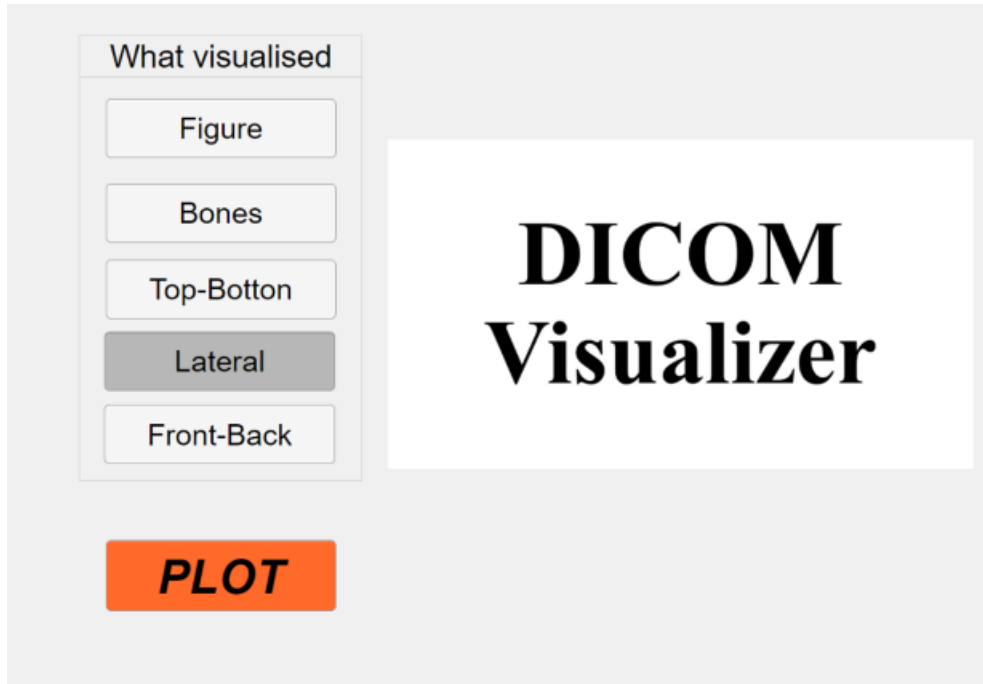 What visualised
Figure
Bones
Top-Botton
Lateral
Front-Back
PLOT
DICOM
Visualizer